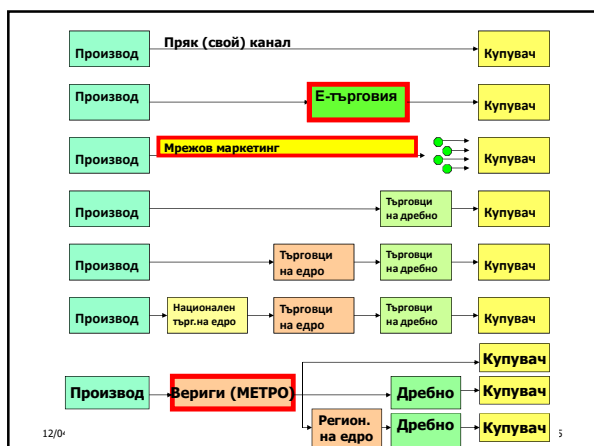 Производ
Пряк (свой) канал
Купувач
Производ
Е-търговия
Купувач
Производ
Мрежов маркетинг
Купувач
Производ
Търговци
на дребно
Купувач
Производ
Търговци
на едро
Търговци
на дребно
Купувач
Производ
Национален
търг.на едро
Търговци
на едро
Търговци
на дребно
Купувач
Купувач
Производ
Вериги (МЕТРО)
Дребно
Купувач
Регион.
на едро
Дребно
Купувач